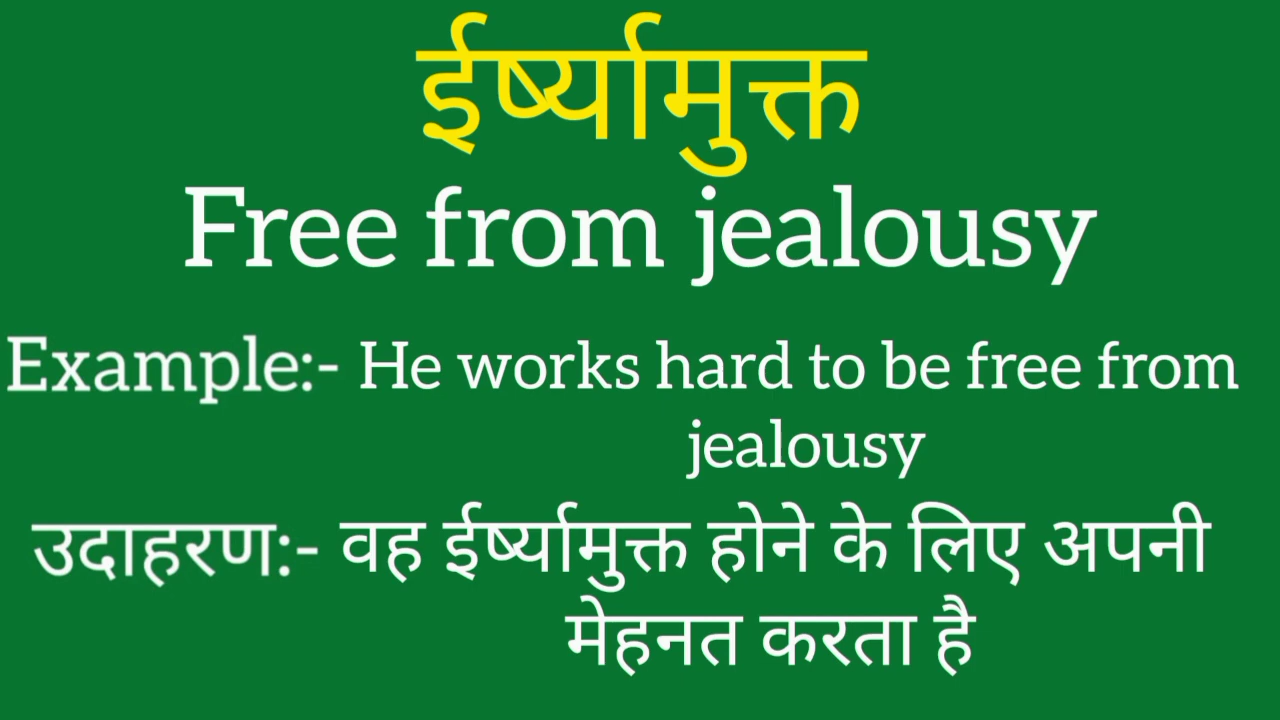 ईर्ष्यामुक्त
Free from jealousy
Example:- He works hard to be free from
jealousy
उदाहरण:- वह ईर्ष्यामुक्त होने के लिए अपनी
मेहनत करता है